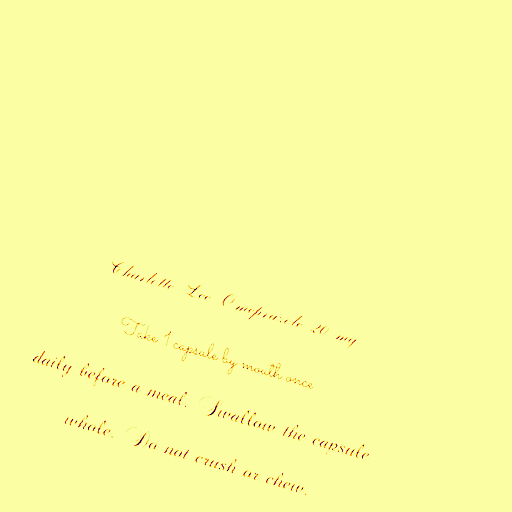 Charlotte Lee Omeprazole 20 mg
Take 1 capsule by mouth once
daily before a meal. Swallow the capsule
whole. Do not crush or chew.